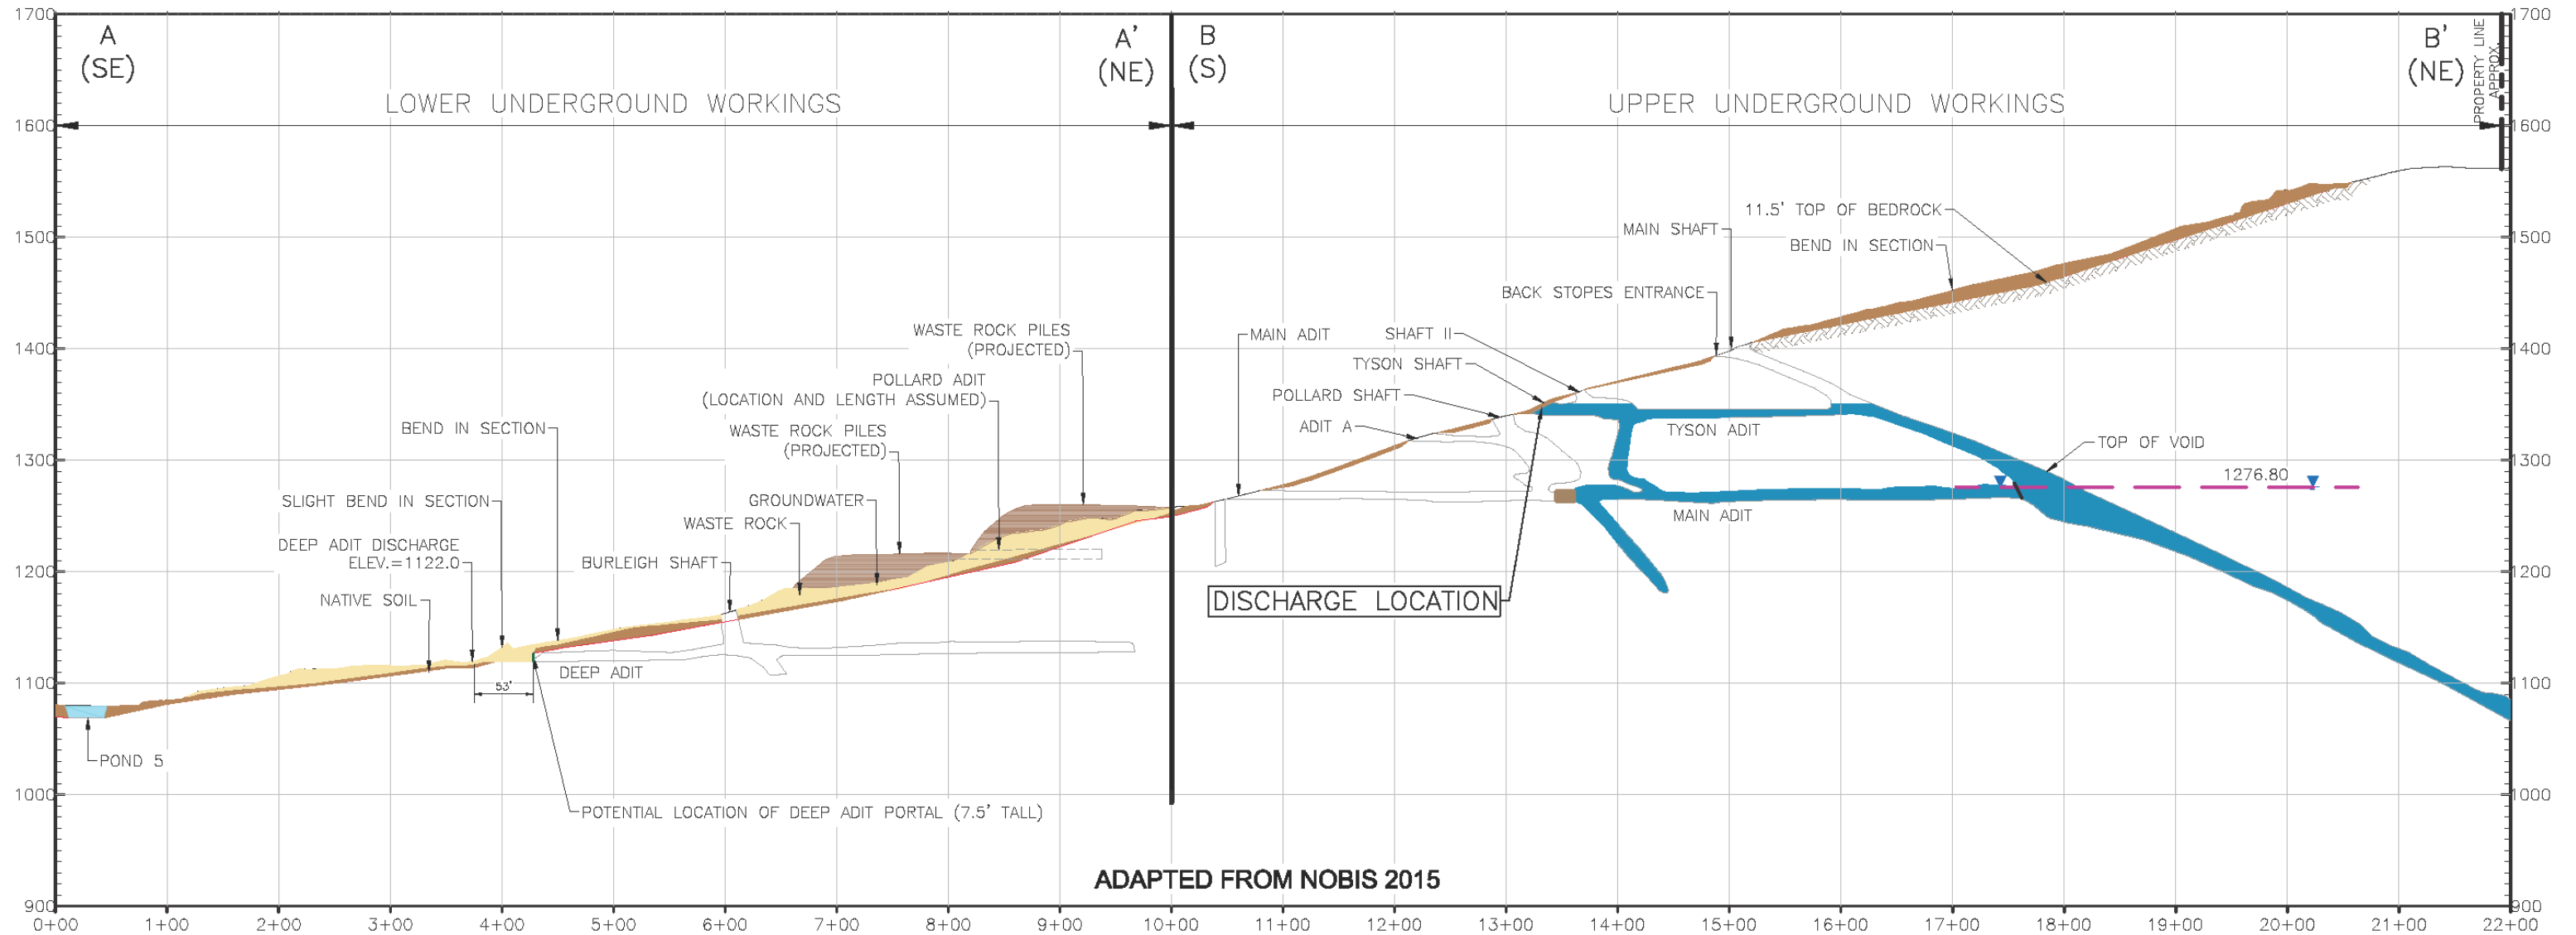 1700
1600
1500
1400
1300
1200
1100
1000
900
A
(SE)
A'
(NE)
B
(S)
B'
(NE)
PROPERTY LINE
APPROX.
1700
1600
1500
1400
1300
1200
1100
1000
900
LOWER UNDERGROUND WORKINGS
UPPER UNDERGROUND WORKINGS
11.5' TOP OF BEDROCK
MAIN SHAFT
BEND IN SECTION
BACK STOPES ENTRANCE
WASTE ROCK PILES
(PROJECTED)
MAIN ADIT
SHAFT II
TYSON SHAFT
POLLARD ADIT
(LOCATION AND LENGTH ASSUMED)
POLLARD SHAFT
ADIT A
BEND IN SECTION
WASTE ROCK PILES
(PROJECTED)
TYSON ADIT
TOP OF VOID
1276.80
SLIGHT BEND IN SECTION
GROUNDWATER
WASTE ROCK
MAIN ADIT
DEEP ADIT DISCHARGE
ELEV.=1122.0
BURLEIGH SHAFT
NATIVE SOIL
DISCHARGE LOCATION
DEEP ADIT
53'
POND 5
POTENTIAL LOCATION OF DEEP ADIT PORTAL (7.5' TALL)
ADAPTED FROM NOBIS 2015
0+00 1+00 2+00 3+00 4+00 5+00 6+00 7+00 8+00 9+00 10+00 11+00 12+00 13+00 14+00 15+00 16+00 17+00 18+00 19+00 20+00 21+00 22+00